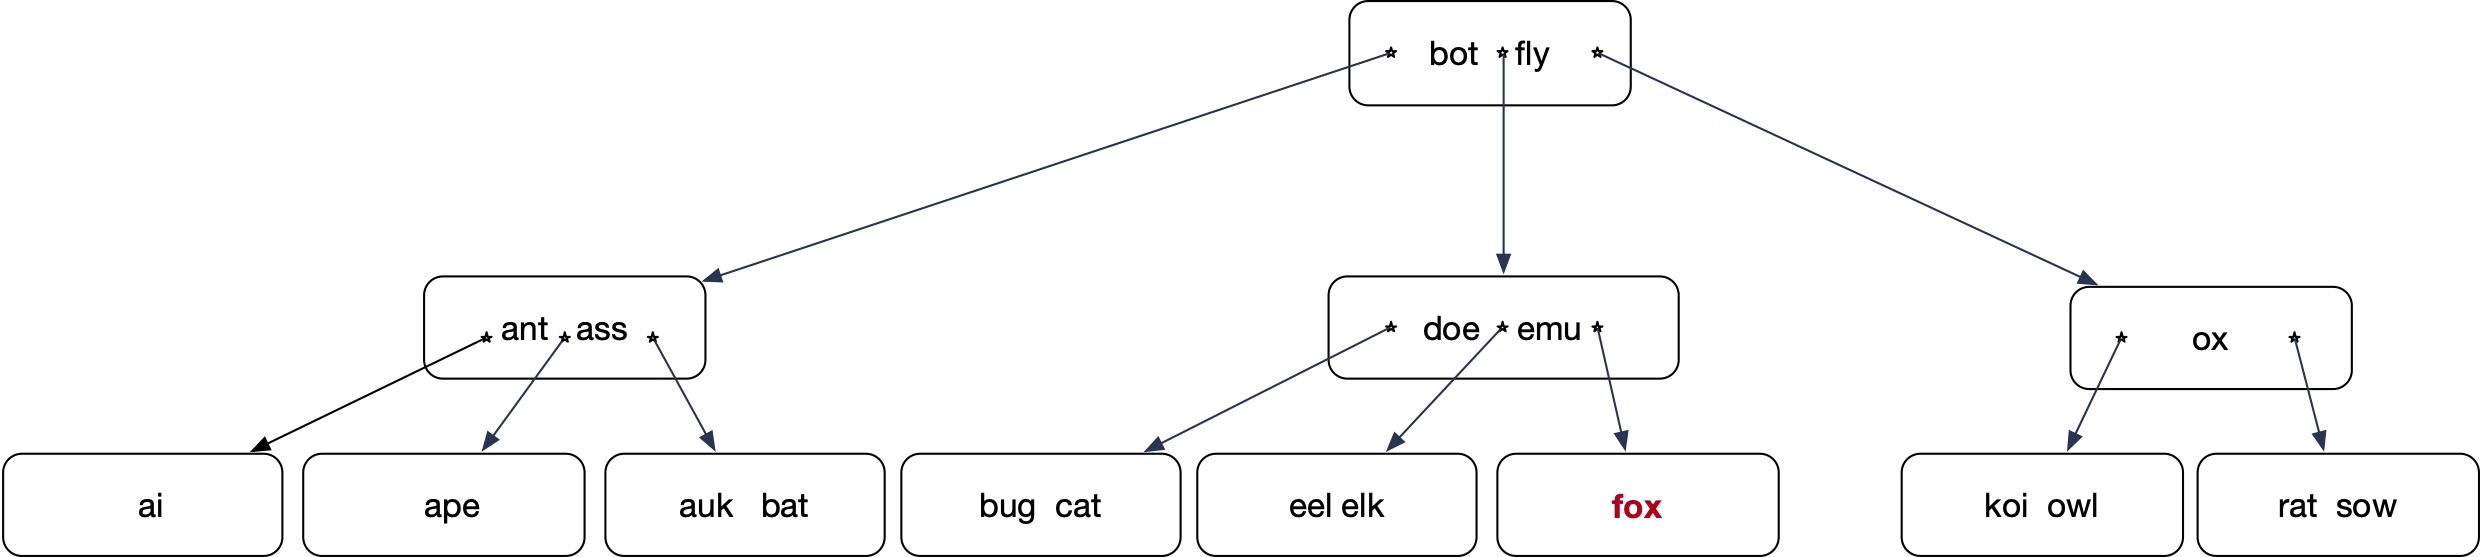 bot fly
ant ass
doe emu
ox
ai
ape
auk bat
bug cat
eel elk
fox
koi owl
rat sow